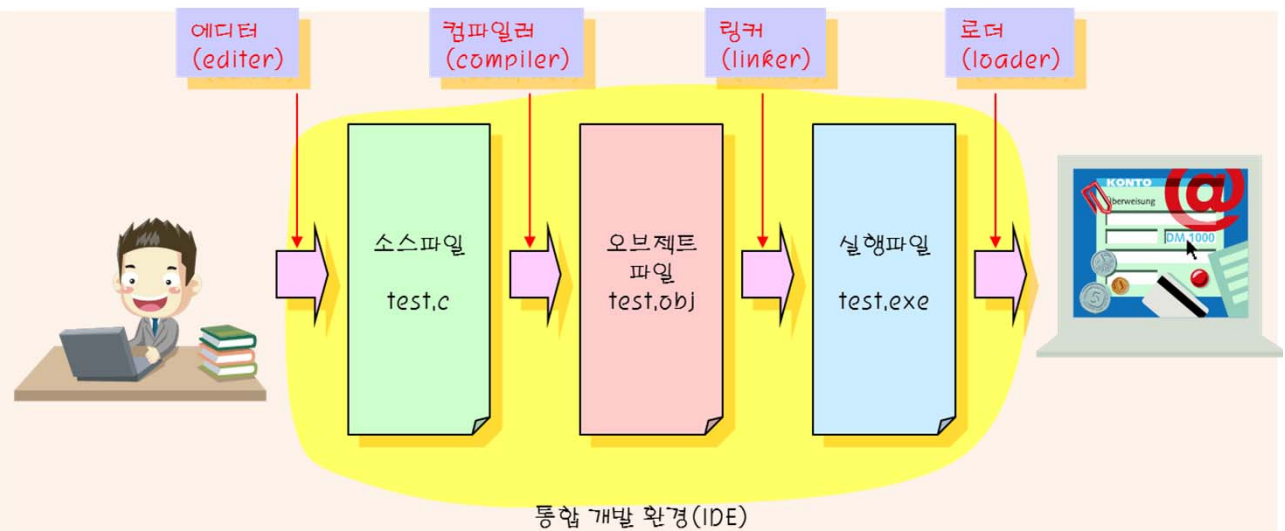 에디터
(editer)
컴파일러
(compiler)
링커
(linker)
로더
(loader)
소스파일
test.c
오브젝트
파일
test.obj
실행파일
test.exe
KONTO
Überweisung
DM 1000
@
5
통합 개발 환경(IDE)